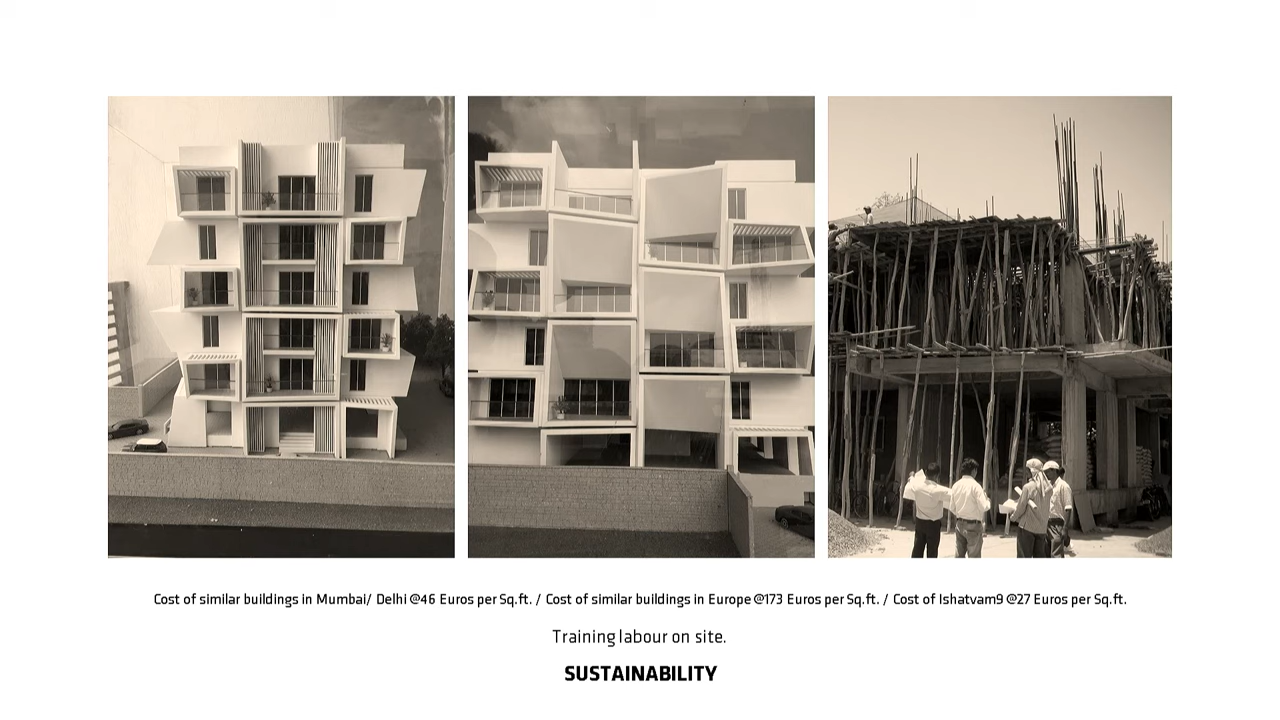 Cost of similar buildings in Mumbai/ Delhi @46 Euros per Sq.ft. / Cost of similar buildings in Europe @173 Euros per Sq.ft. / Cost of Ishatvam9 @27 Euros per Sq.ft.
Training labour on site.
SUSTAINABILITY